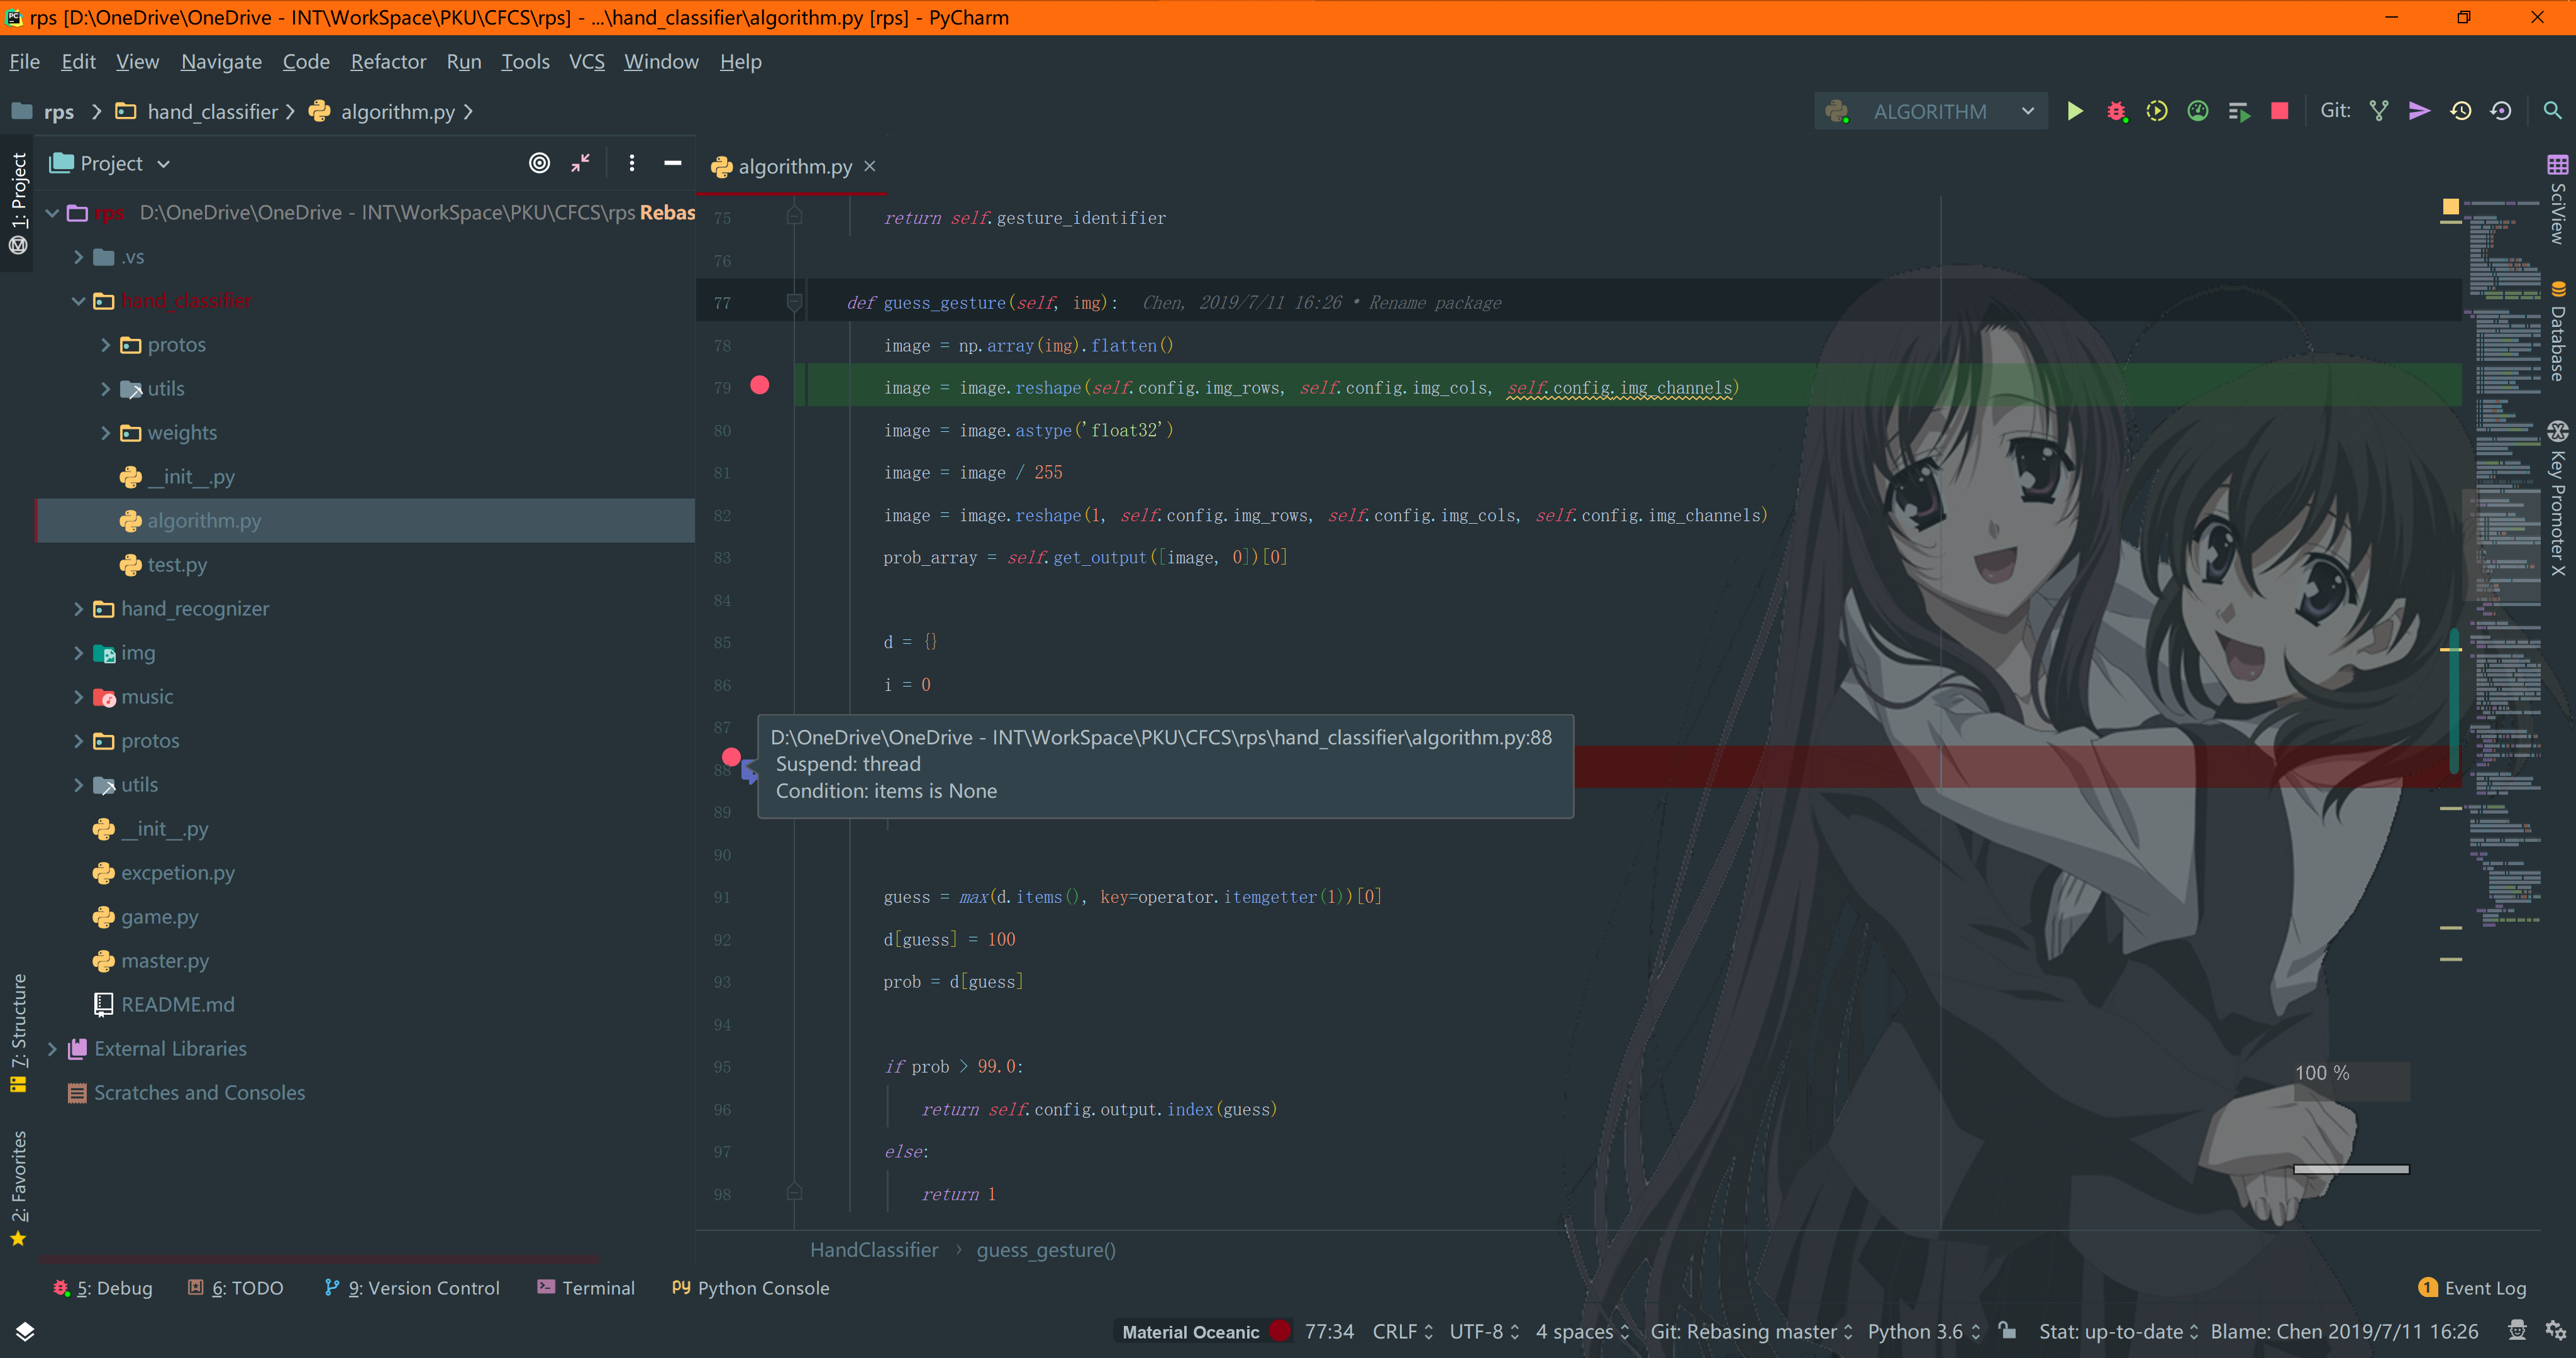 rps [D:\OneDrive\OneDrive - INT\WorkSpace\PKU\CFCS\rps] - ...\hand_classifier\algorithm.py [rps] - PyCharm
File Edit View Navigate Code Refactor Run Tools VCS Window Help
rps hand_classifier algorithm.py
ALGORITHM Git:
1: Project
Project
rps D:\OneDrive\OneDrive - INT\WorkSpace\PKU\CFCS\rps Rebas
.vs
hand_classifier
protos
utils
weights
__init__.py
algorithm.py
test.py
hand_recognizer
img
music
protos
utils
__init__.py
excpetion.py
game.py
master.py
README.md
External Libraries
Scratches and Consoles
7: Structure
2: Favorites
algorithm.py
75 return self.gesture_identifier
76
77 def guess_gesture(self, img): Chen, 2019/7/11 16:26 • Rename package
78 image = np.array(img).flatten()
79 image = image.reshape(self.config.img_rows, self.config.img_cols, self.config.img_channels)
80 image = image.astype('float32')
81 image = image / 255
82 image = image.reshape(1, self.config.img_rows, self.config.img_cols, self.config.img_channels)
83 prob_array = self.get_output([image, 0])[0]
84
85 d = {}
86 i = 0
87
88
D:\OneDrive\OneDrive - INT\WorkSpace\PKU\CFCS\rps\hand_classifier\algorithm.py:88
Suspend: thread
Condition: items is None
89
90
91 guess = max(d.items(), key=operator.itemgetter(1))[0]
92 d[guess] = 100
93 prob = d[guess]
94
95 if prob > 99.0:
96 return self.config.output.index(guess)
97 else:
98 return 1
100 %
SciView
Database
Key Promoter X
HandClassifier › guess_gesture()
5: Debug 6: TODO 9: Version Control Terminal Python Console
1 Event Log
Material Oceanic 77:34 CRLF UTF-8 4 spaces Git: Rebasing master Python 3.6 Stat: up-to-date Blame: Chen 2019/7/11 16:26